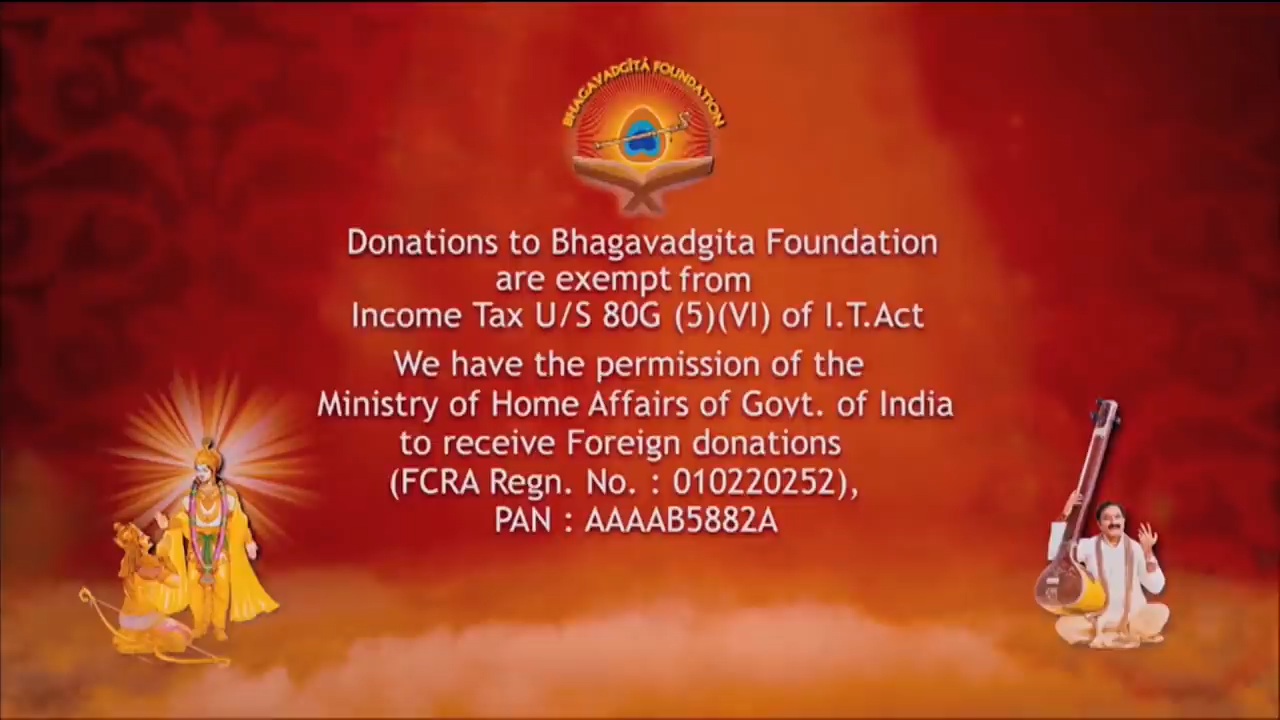 BHAGAVADGÍTÁ FOUNDATION
Donations to Bhagavadgita Foundation
are exempt from
Income Tax U/S 80G (5)(VI) of I.T.Act
We have the permission of the
Ministry of Home Affairs of Govt. of India
to receive Foreign donations
(FCRA Regn. No. : 010220252),
PAN : AAAAB5882A